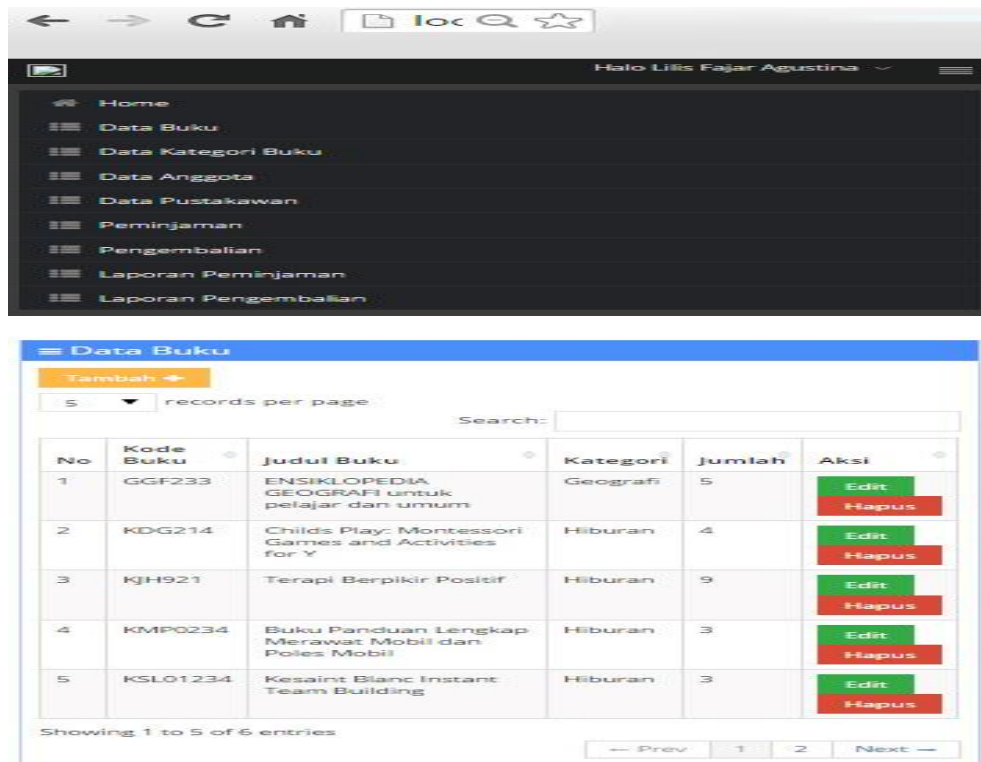 loc
Halo Lilis Fajar Agustina
Home
Data Buku
Data Kategori Buku
Data Anggota
Data Pustakawan
Peminjaman
Pengembalian
Laporan Peminjaman
Laporan Pengembalian
Data Buku
Tambah
5 records per page
Search:
No Kode Buku Judul Buku Kategori Jumlah Aksi
1 GGF233 ENSIKLOPEDIA Geografi 5 Edit
GEOGRAFI untuk
pelajar dan umum Hapus
2 KDG214 Childs Play: Montessori Hiburan 4 Edit
Games and Activities
for Y Hapus
3 KJH921 Terapi Berpikir Positif Hiburan 9 Edit
Hapus
4 KMP0234 Buku Panduan Lengkap Hiburan 3 Edit
Merawat Mobil dan
Poles Mobil Hapus
5 KSL01234 Kesaint Blanc Instant Hiburan 3 Edit
Team Building Hapus
Showing 1 to 5 of 6 entries
← Prev 1 2 Next →